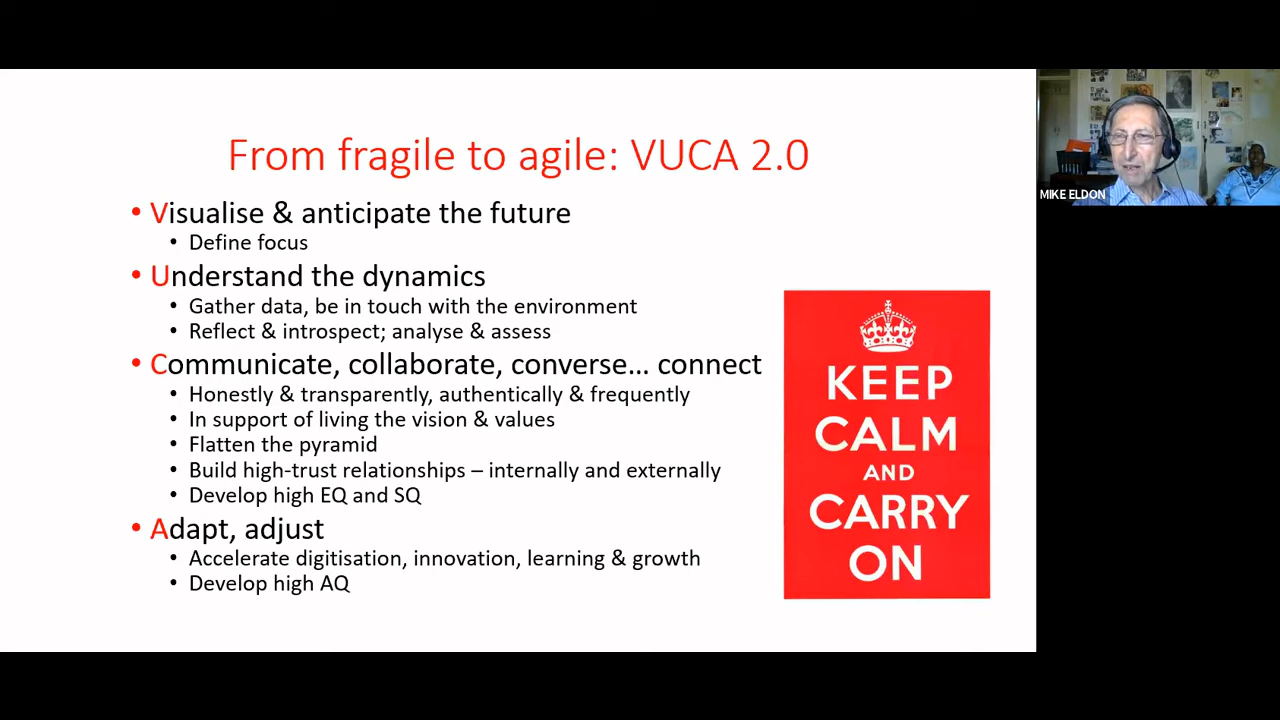 From fragile to agile: VUCA 2.0
• Visualise & anticipate the future
• Define focus
• Understand the dynamics
• Gather data, be in touch with the environment
• Reflect & introspect; analyse & assess
• Communicate, collaborate, converse... connect
• Honestly & transparently, authentically & frequently
• In support of living the vision & values
• Flatten the pyramid
• Build high-trust relationships – internally and externally
• Develop high EQ and SQ
• Adapt, adjust
• Accelerate digitisation, innovation, learning & growth
• Develop high AQ
KEEP
CALM
AND
CARRY
ON
MIKE ELDON